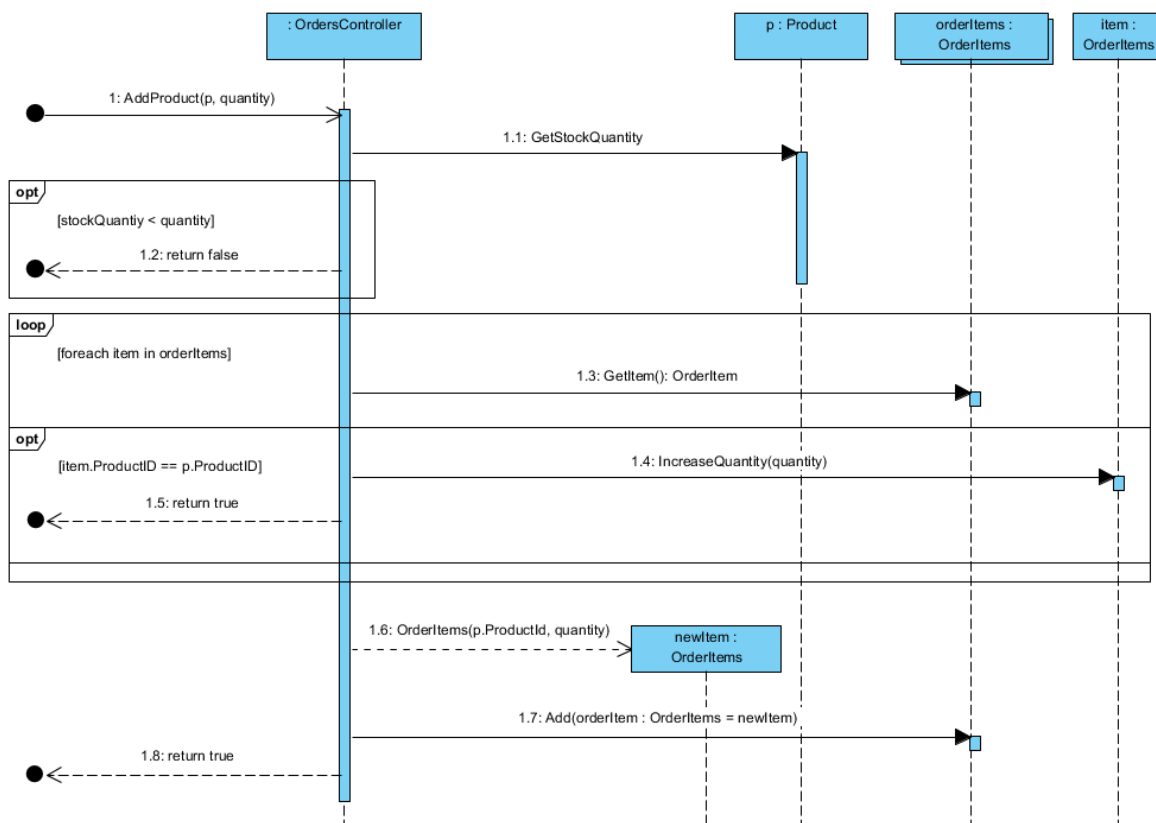 : OrdersController
p : Product
orderItems :
OrderItems
item :
OrderItems
1: AddProduct(p, quantity)
1.1: GetStockQuantity
opt
[stockQuantiy < quantity]
1.2: return false
loop
[foreach item in orderItems]
1.3: GetItem(): OrderItem
opt
[item.ProductID == p.ProductID]
1.4: IncreaseQuantity(quantity)
1.5: return true
1.6: OrderItems(p.ProductId, quantity)
newItem :
OrderItems
1.7: Add(orderItem : OrderItems = newItem)
1.8: return true